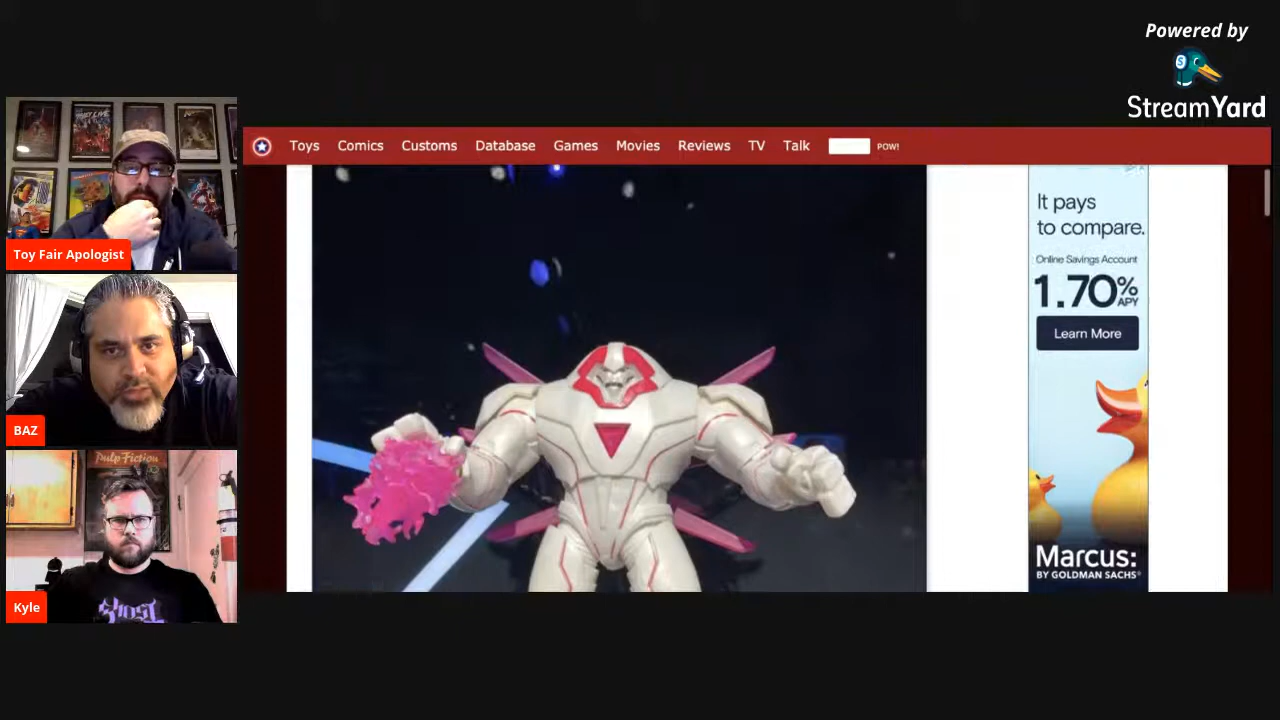 Powered by
StreamYard
Toys Comics Customs Database Games Movies Reviews TV Talk POW!
It pays
to compare.
Online Savings Account
1.70% APY
Learn More
Marcus:
BY GOLDMAN SACHS®
Toy Fair Apologist
BAZ
Pulp Fiction
Kyle
GHOST